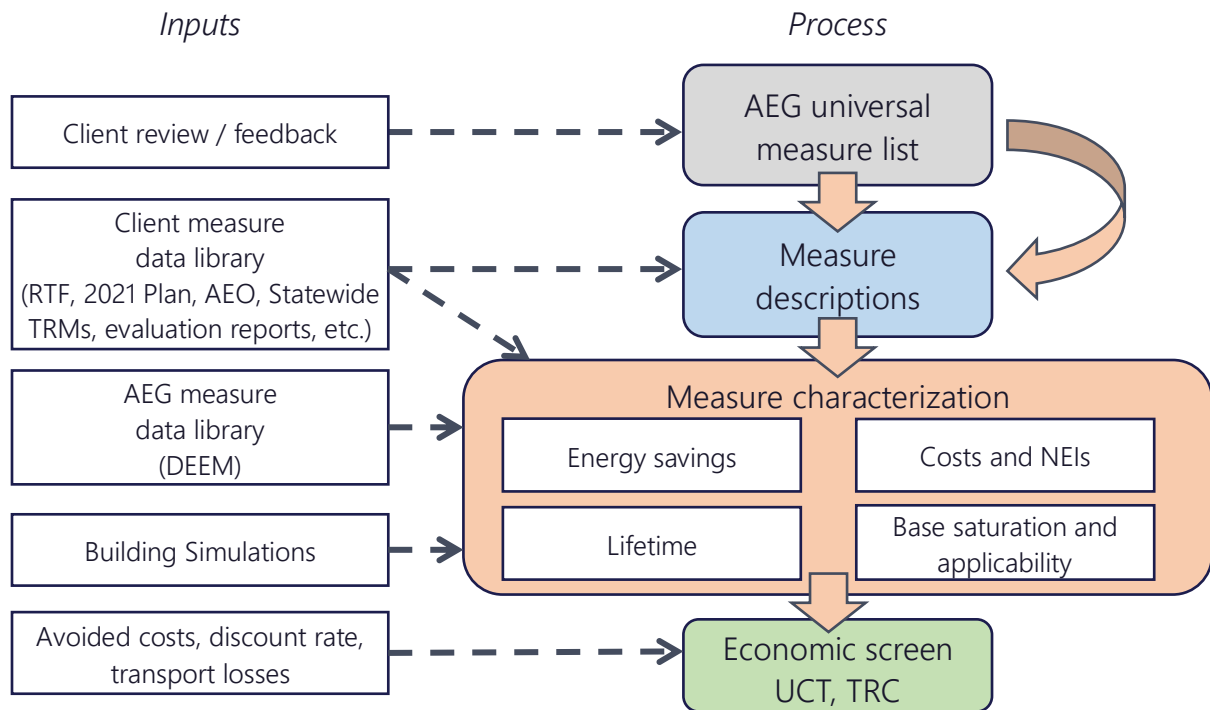 Inputs
Process
Client review / feedback
AEG universal
measure list
Client measure
data library
(RTF, 2021 Plan, AEO, Statewide
TRMs, evaluation reports, etc.)
Measure
descriptions
AEG measure
data library
(DEEM)
Measure characterization
Energy savings
Costs and NEIs
Building Simulations
Lifetime
Base saturation and
applicability
Avoided costs, discount rate,
transport losses
Economic screen
UCT, TRC